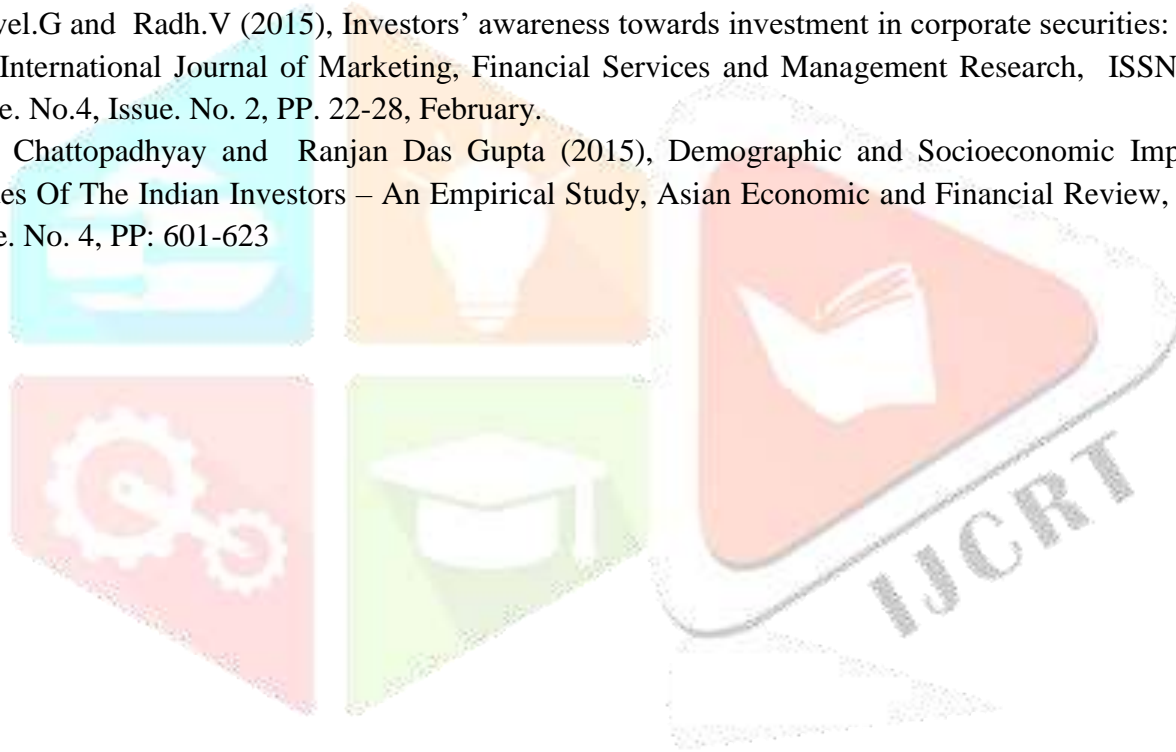 vel.G and Radh.V (2015), Investors’ awareness towards investment in corporate securities:
International Journal of Marketing, Financial Services and Management Research, ISSN
e. No.4, Issue. No. 2, PP. 22-28, February.
Chattopadhyay and Ranjan Das Gupta (2015), Demographic and Socioeconomic Imp
es Of The Indian Investors – An Empirical Study, Asian Economic and Financial Review,
e. No. 4, PP: 601-623
IJCRT